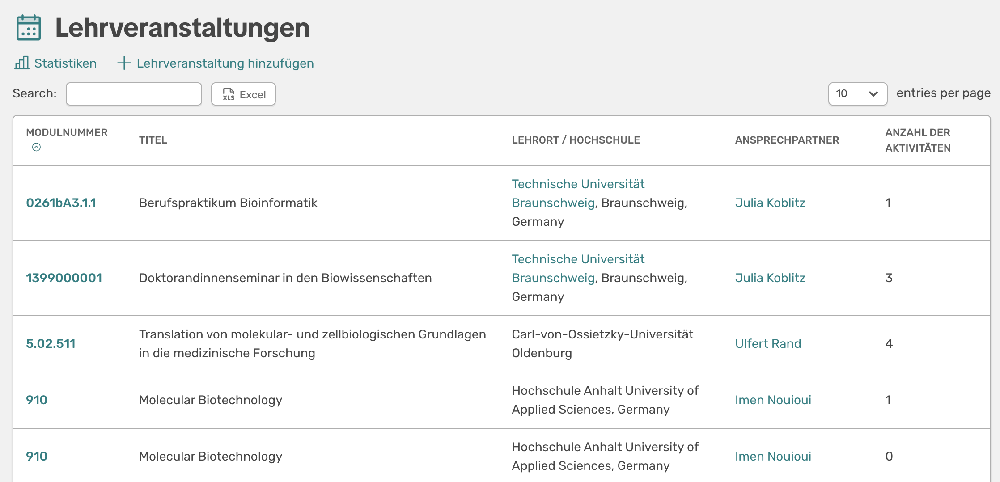 Lehrveranstaltungen
Statistiken Lehrveranstaltung hinzufügen
Search: XLS Excel 10 entries per page
MODULNUMMER TITEL LEHRORT / HOCHSCHULE ANSPRECHPARTNER ANZAHL DER
AKTIVITÄTEN
Technische Universität
0261bA3.1.1 Berufspraktikum Bioinformatik Braunschweig, Braunschweig, Julia Koblitz 1
Germany
Technische Universität
1399000001 Doktorandinnenseminar in den Biowissenschaften Braunschweig, Braunschweig, Julia Koblitz 3
Germany
Translation von molekular- und zellbiologischen Grundlagen Carl-von-Ossietzky-Universität
5.02.511 Ulfert Rand 4
in die medizinische Forschung Oldenburg
Hochschule Anhalt University of
910 Molecular Biotechnology Imen Nouioui 1
Applied Sciences, Germany
Hochschule Anhalt University of
910 Molecular Biotechnology Imen Nouioui 0
Applied Sciences, Germany